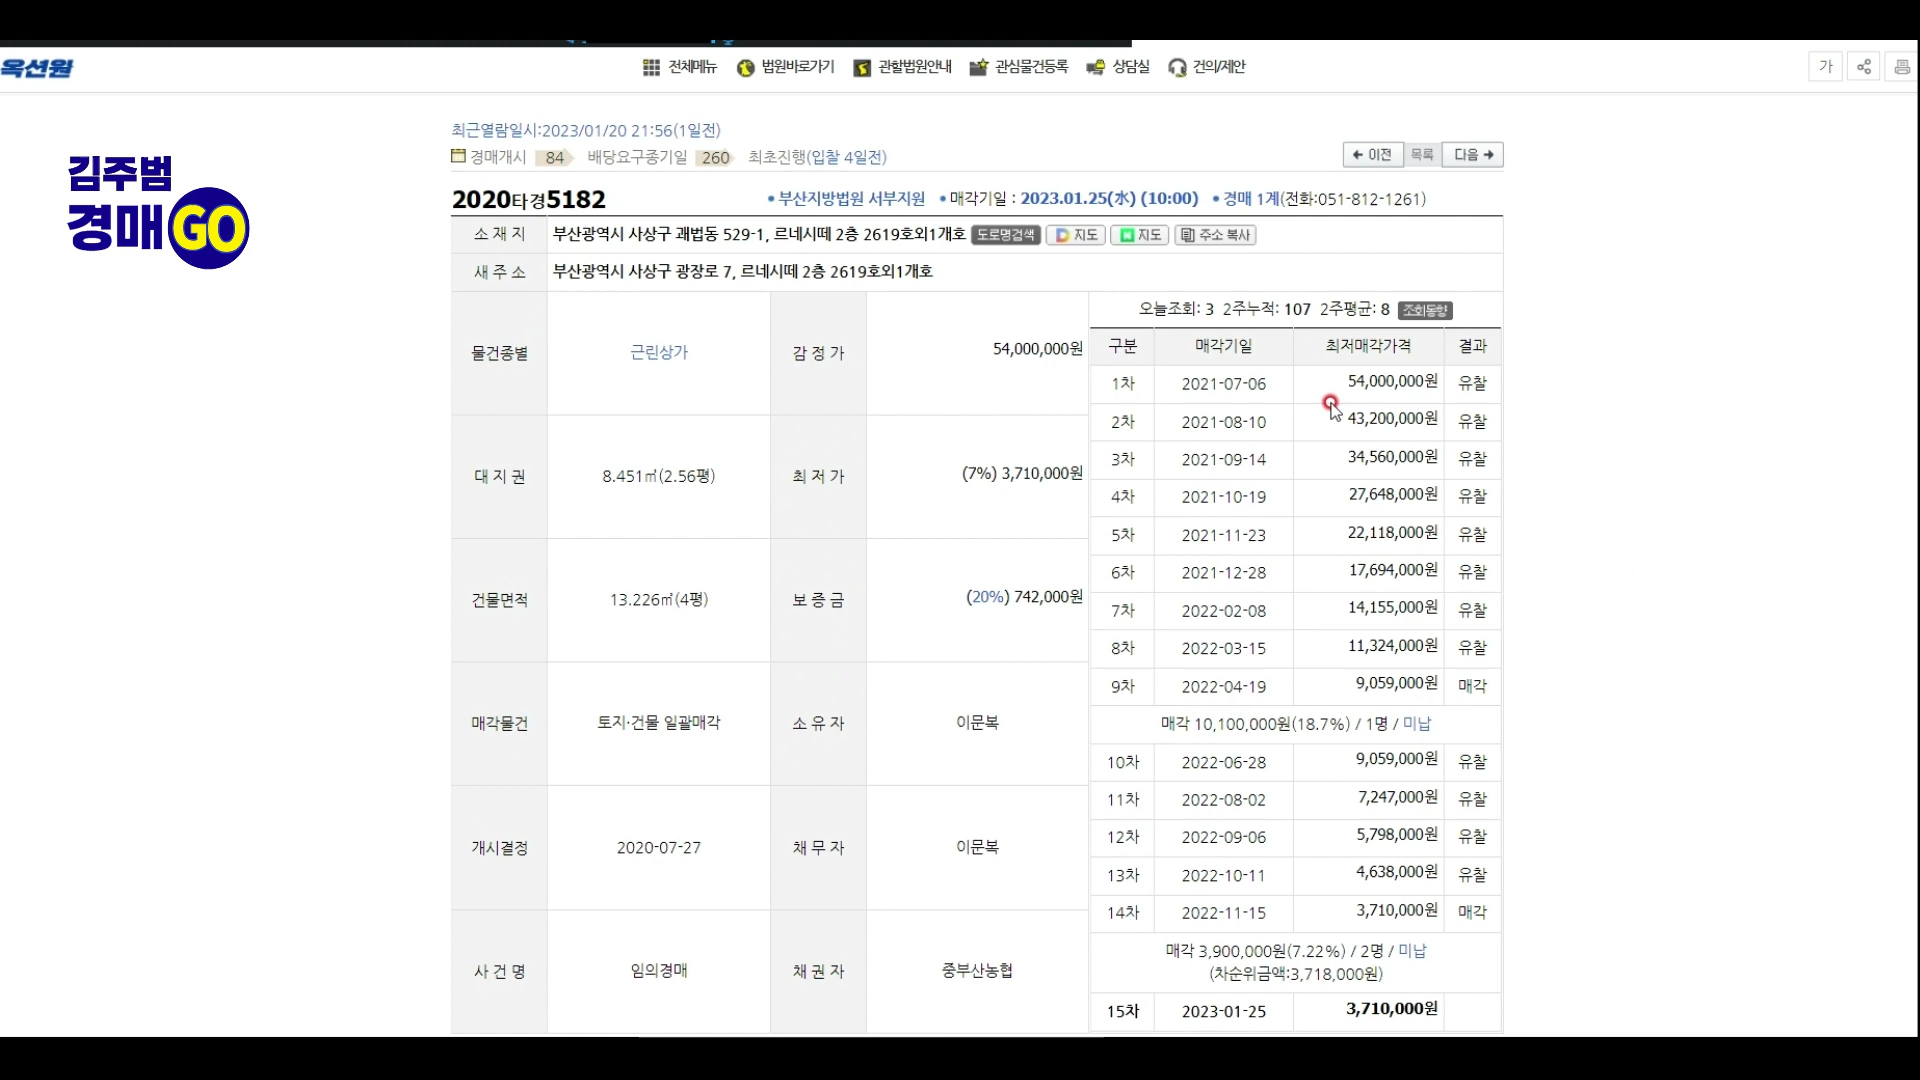 옥션원
전체메뉴 법원바로가기 관할법원안내 관심물건등록 상담실 건의/제안
가
김주범
경매GO
최근열람일시:2023/01/20 21:56(1일전)
경매개시 84 배당요구종기일 260 최초진행(입찰 4일전)
이전 목록 다음
2020타경5182 •부산지방법원 서부지원 •매각기일 : 2023.01.25(水) (10:00) •경매 1계(전화:051-812-1261)
소 재 지 부산광역시 사상구 괘법동 529-1, 르네시떼 2층 2619호외1개호 도로명검색 지도 지도 주소 복사
새 주 소 부산광역시 사상구 광장로 7, 르네시떼 2층 2619호외1개호
물건종별 근린상가 감 정 가 54,000,000원
대 지 권 8.451㎡(2.56평) 최 저 가 (7%) 3,710,000원
건물면적 13.226㎡(4평) 보 증 금 (20%) 742,000원
매각물건 토지·건물 일괄매각 소 유 자 이문복
개시결정 2020-07-27 채 무 자 이문복
사 건 명 임의경매 채 권 자 중부산농협
오늘조회: 3 2주누적: 107 2주평균: 8 조회동향
구분 매각기일 최저매각가격 결과
1차 2021-07-06 54,000,000원 유찰
2차 2021-08-10 43,200,000원 유찰
3차 2021-09-14 34,560,000원 유찰
4차 2021-10-19 27,648,000원 유찰
5차 2021-11-23 22,118,000원 유찰
6차 2021-12-28 17,694,000원 유찰
7차 2022-02-08 14,155,000원 유찰
8차 2022-03-15 11,324,000원 유찰
9차 2022-04-19 9,059,000원 매각
매각 10,100,000원(18.7%) / 1명 / 미납
10차 2022-06-28 9,059,000원 유찰
11차 2022-08-02 7,247,000원 유찰
12차 2022-09-06 5,798,000원 유찰
13차 2022-10-11 4,638,000원 유찰
14차 2022-11-15 3,710,000원 매각
매각 3,900,000원(7.22%) / 2명 / 미납
(차순위금액:3,718,000원)
15차 2023-01-25 3,710,000원